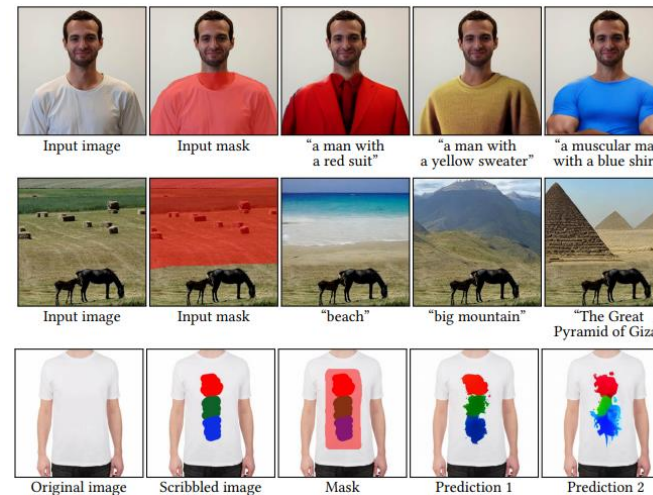 Input image Input mask "a man with "a man with "a muscular ma
a red suit" a yellow sweater" with a blue shir
Input image Input mask "beach" "big mountain" "The Great
Pyramid of Giza
Original image Scribbled image Mask Prediction 1 Prediction 2